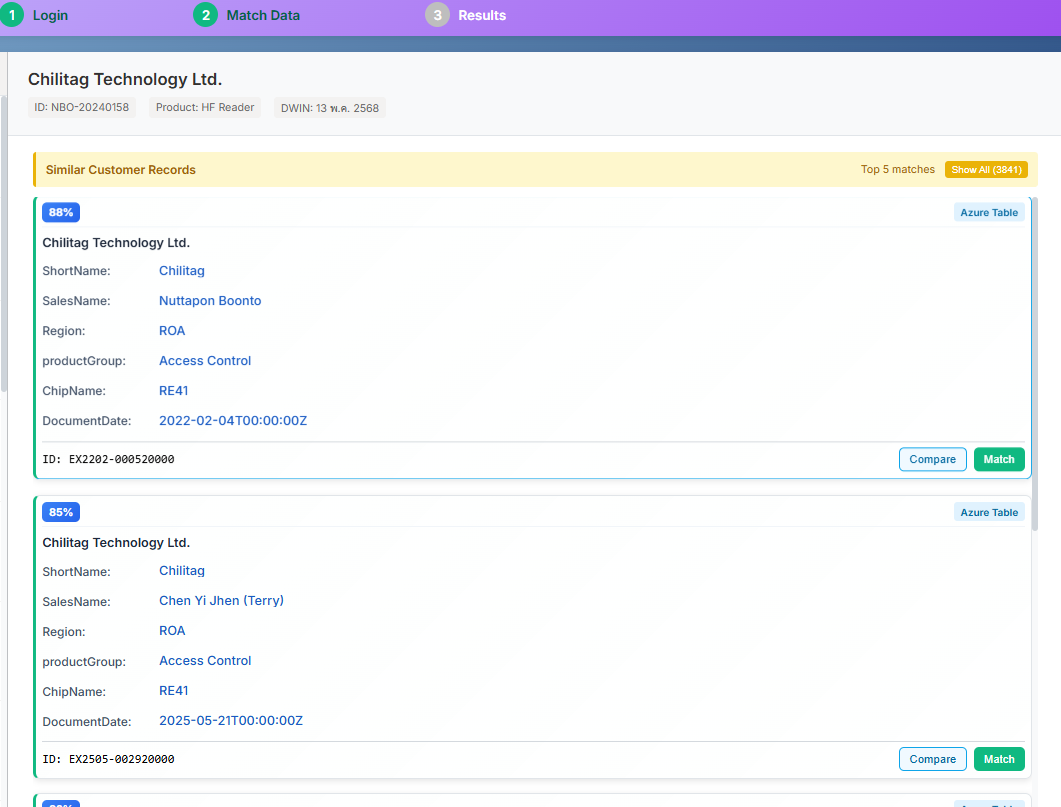 1 Login 2 Match Data 3 Results
Chilitag Technology Ltd.
ID: NBO-20240158 Product: HF Reader DWIN: 13 พ.ค. 2568
Similar Customer Records Top 5 matches Show All (3841)
88% Azure Table
Chilitag Technology Ltd.
ShortName: Chilitag
SalesName: Nuttapon Boonto
Region: ROA
productGroup: Access Control
ChipName: RE41
DocumentDate: 2022-02-04T00:00:00Z
ID: EX2202-000520000 Compare Match
85% Azure Table
Chilitag Technology Ltd.
ShortName: Chilitag
SalesName: Chen Yi Jhen (Terry)
Region: ROA
productGroup: Access Control
ChipName: RE41
DocumentDate: 2025-05-21T00:00:00Z
ID: EX2505-002920000 Compare Match